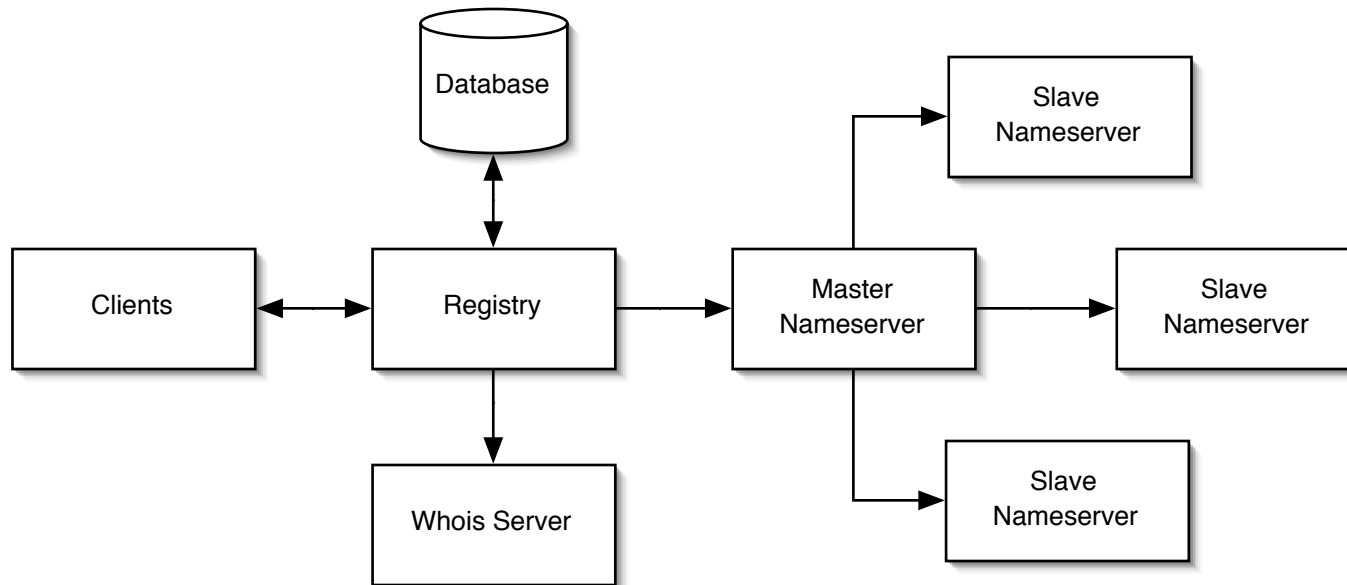 Database
Slave
Nameserver
Clients
Registry
Master
Nameserver
Slave
Nameserver
Whois Server
Slave
Nameserver